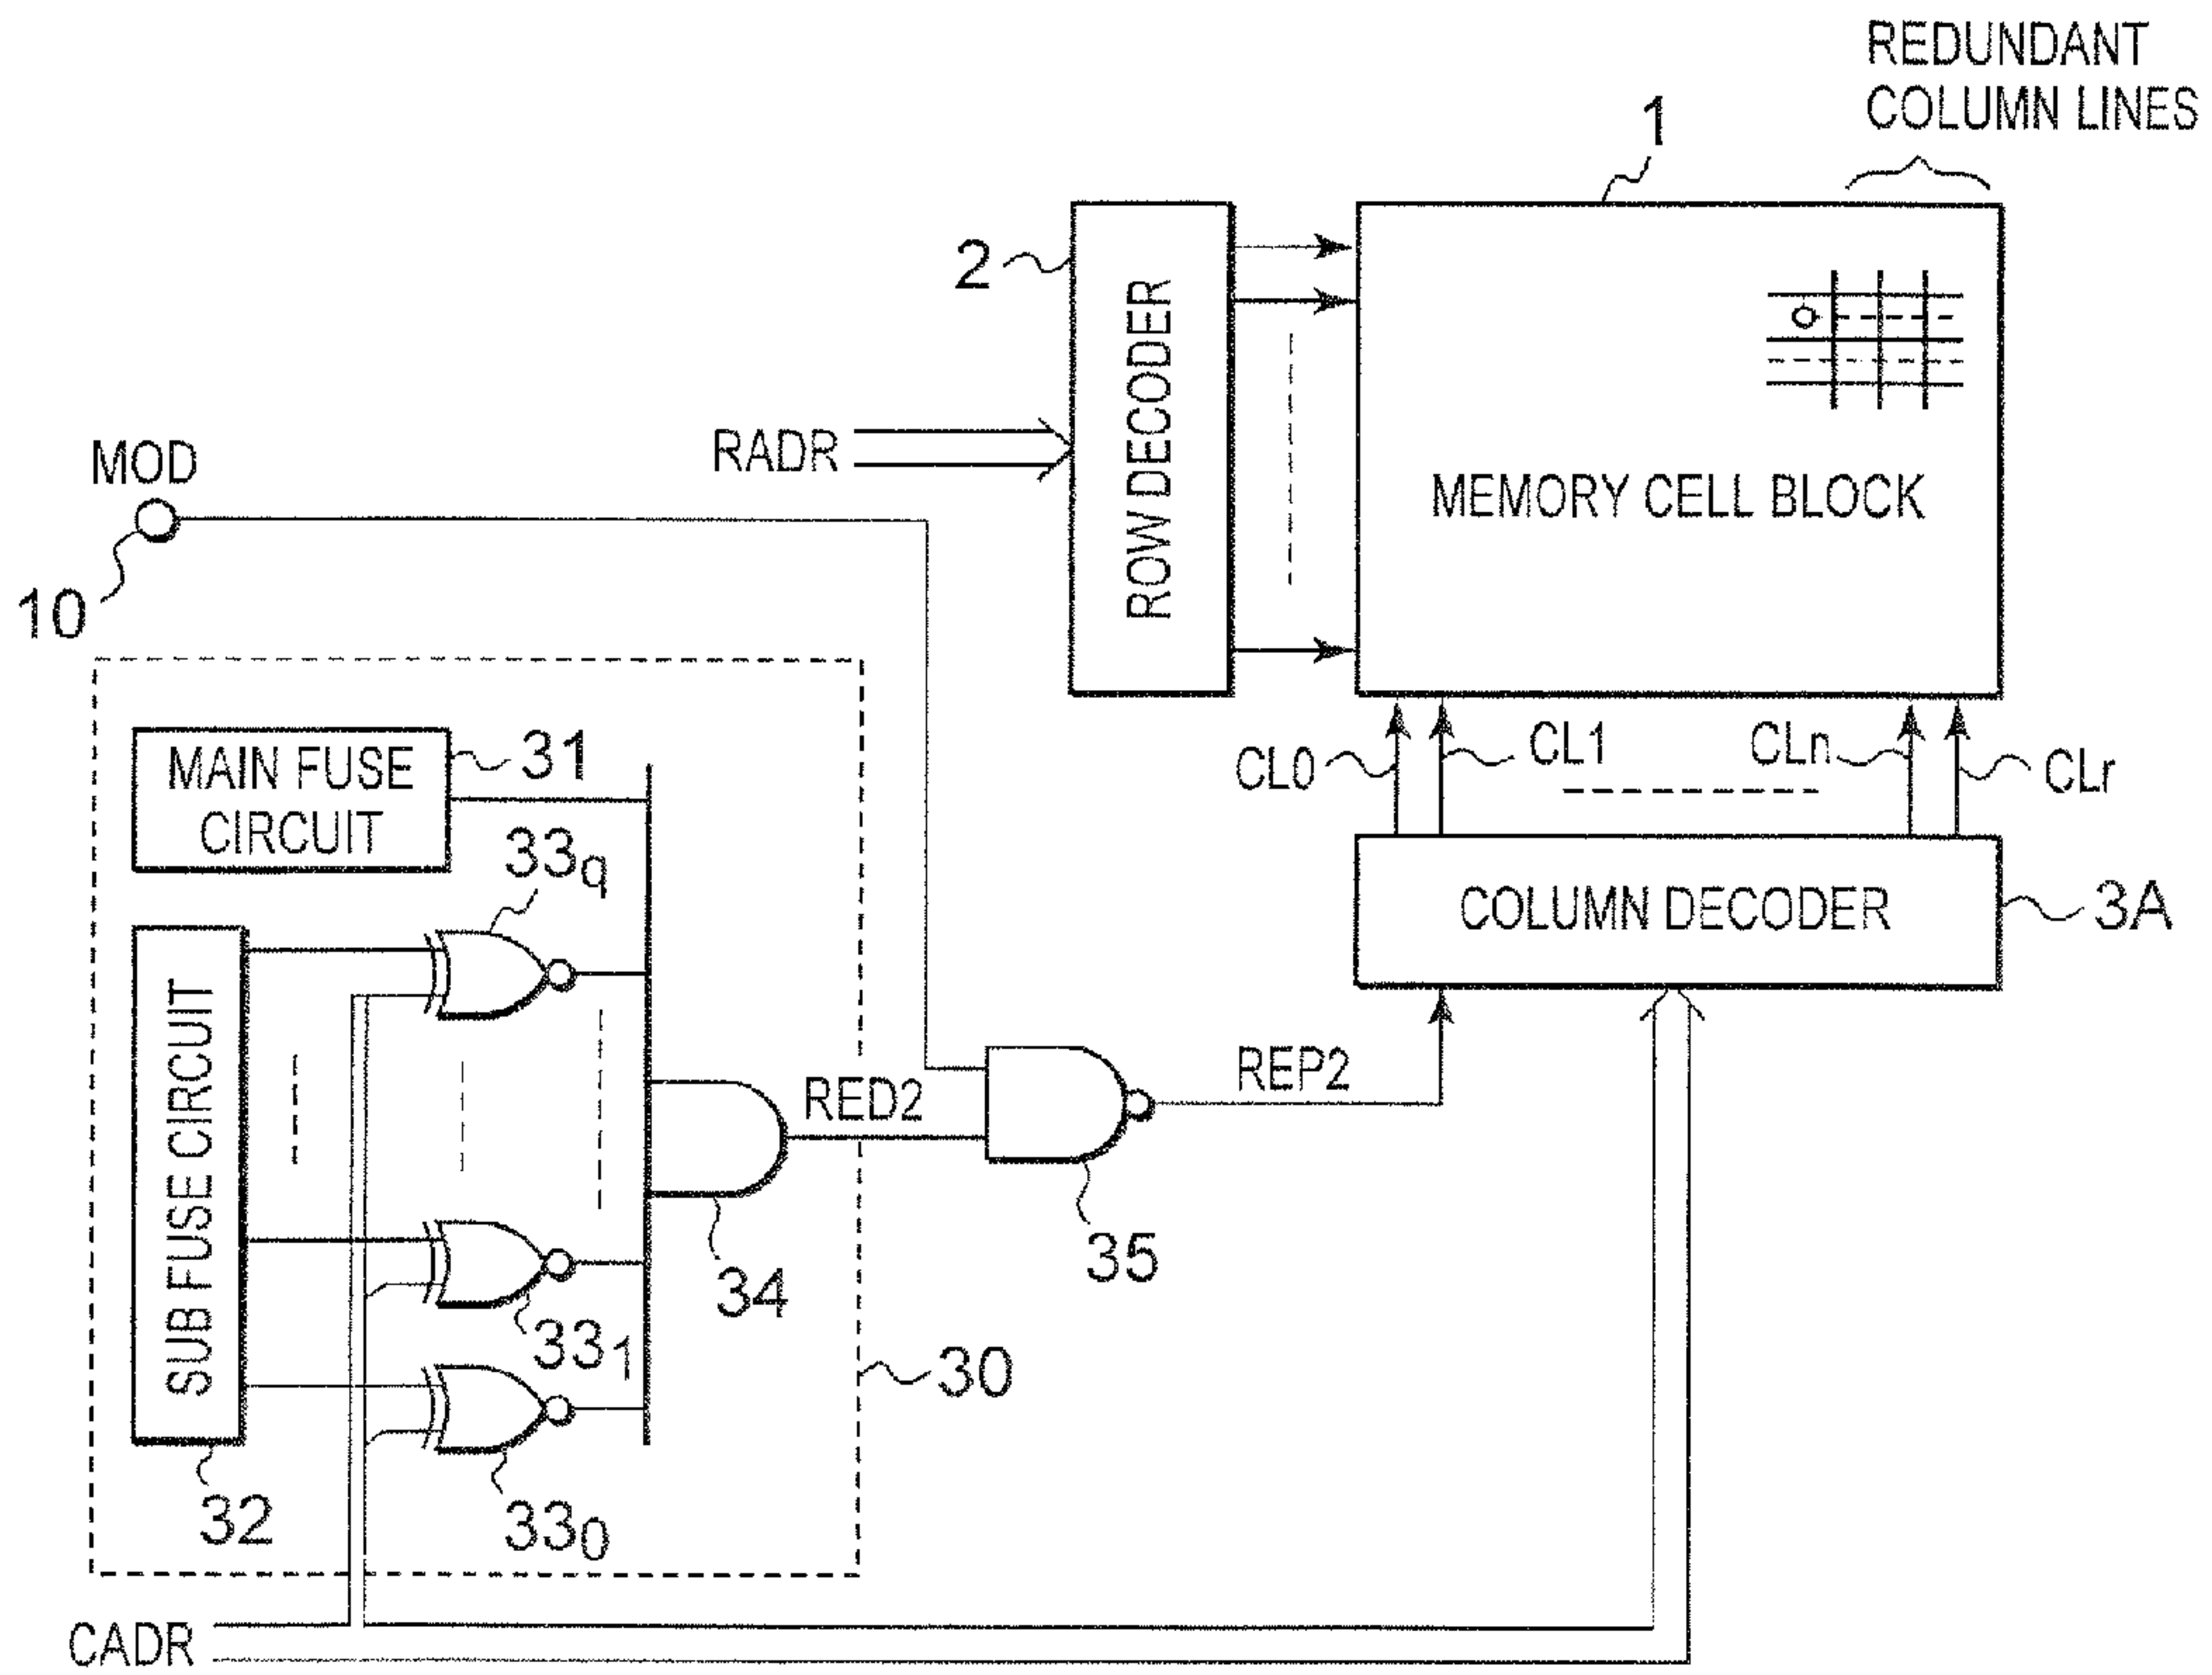 REDUNDANT
COLUMN LINES
1
2
ROW DECODER
RADR
MEMORY CELL BLOCK
MOD
10
MAIN FUSE
CIRCUIT
31
CL0
CL1
CLn
CLr
33q
COLUMN DECODER
3A
SUB FUSE CIRCUIT
RED2
REP2
34
35
331
30
32
330
CADR